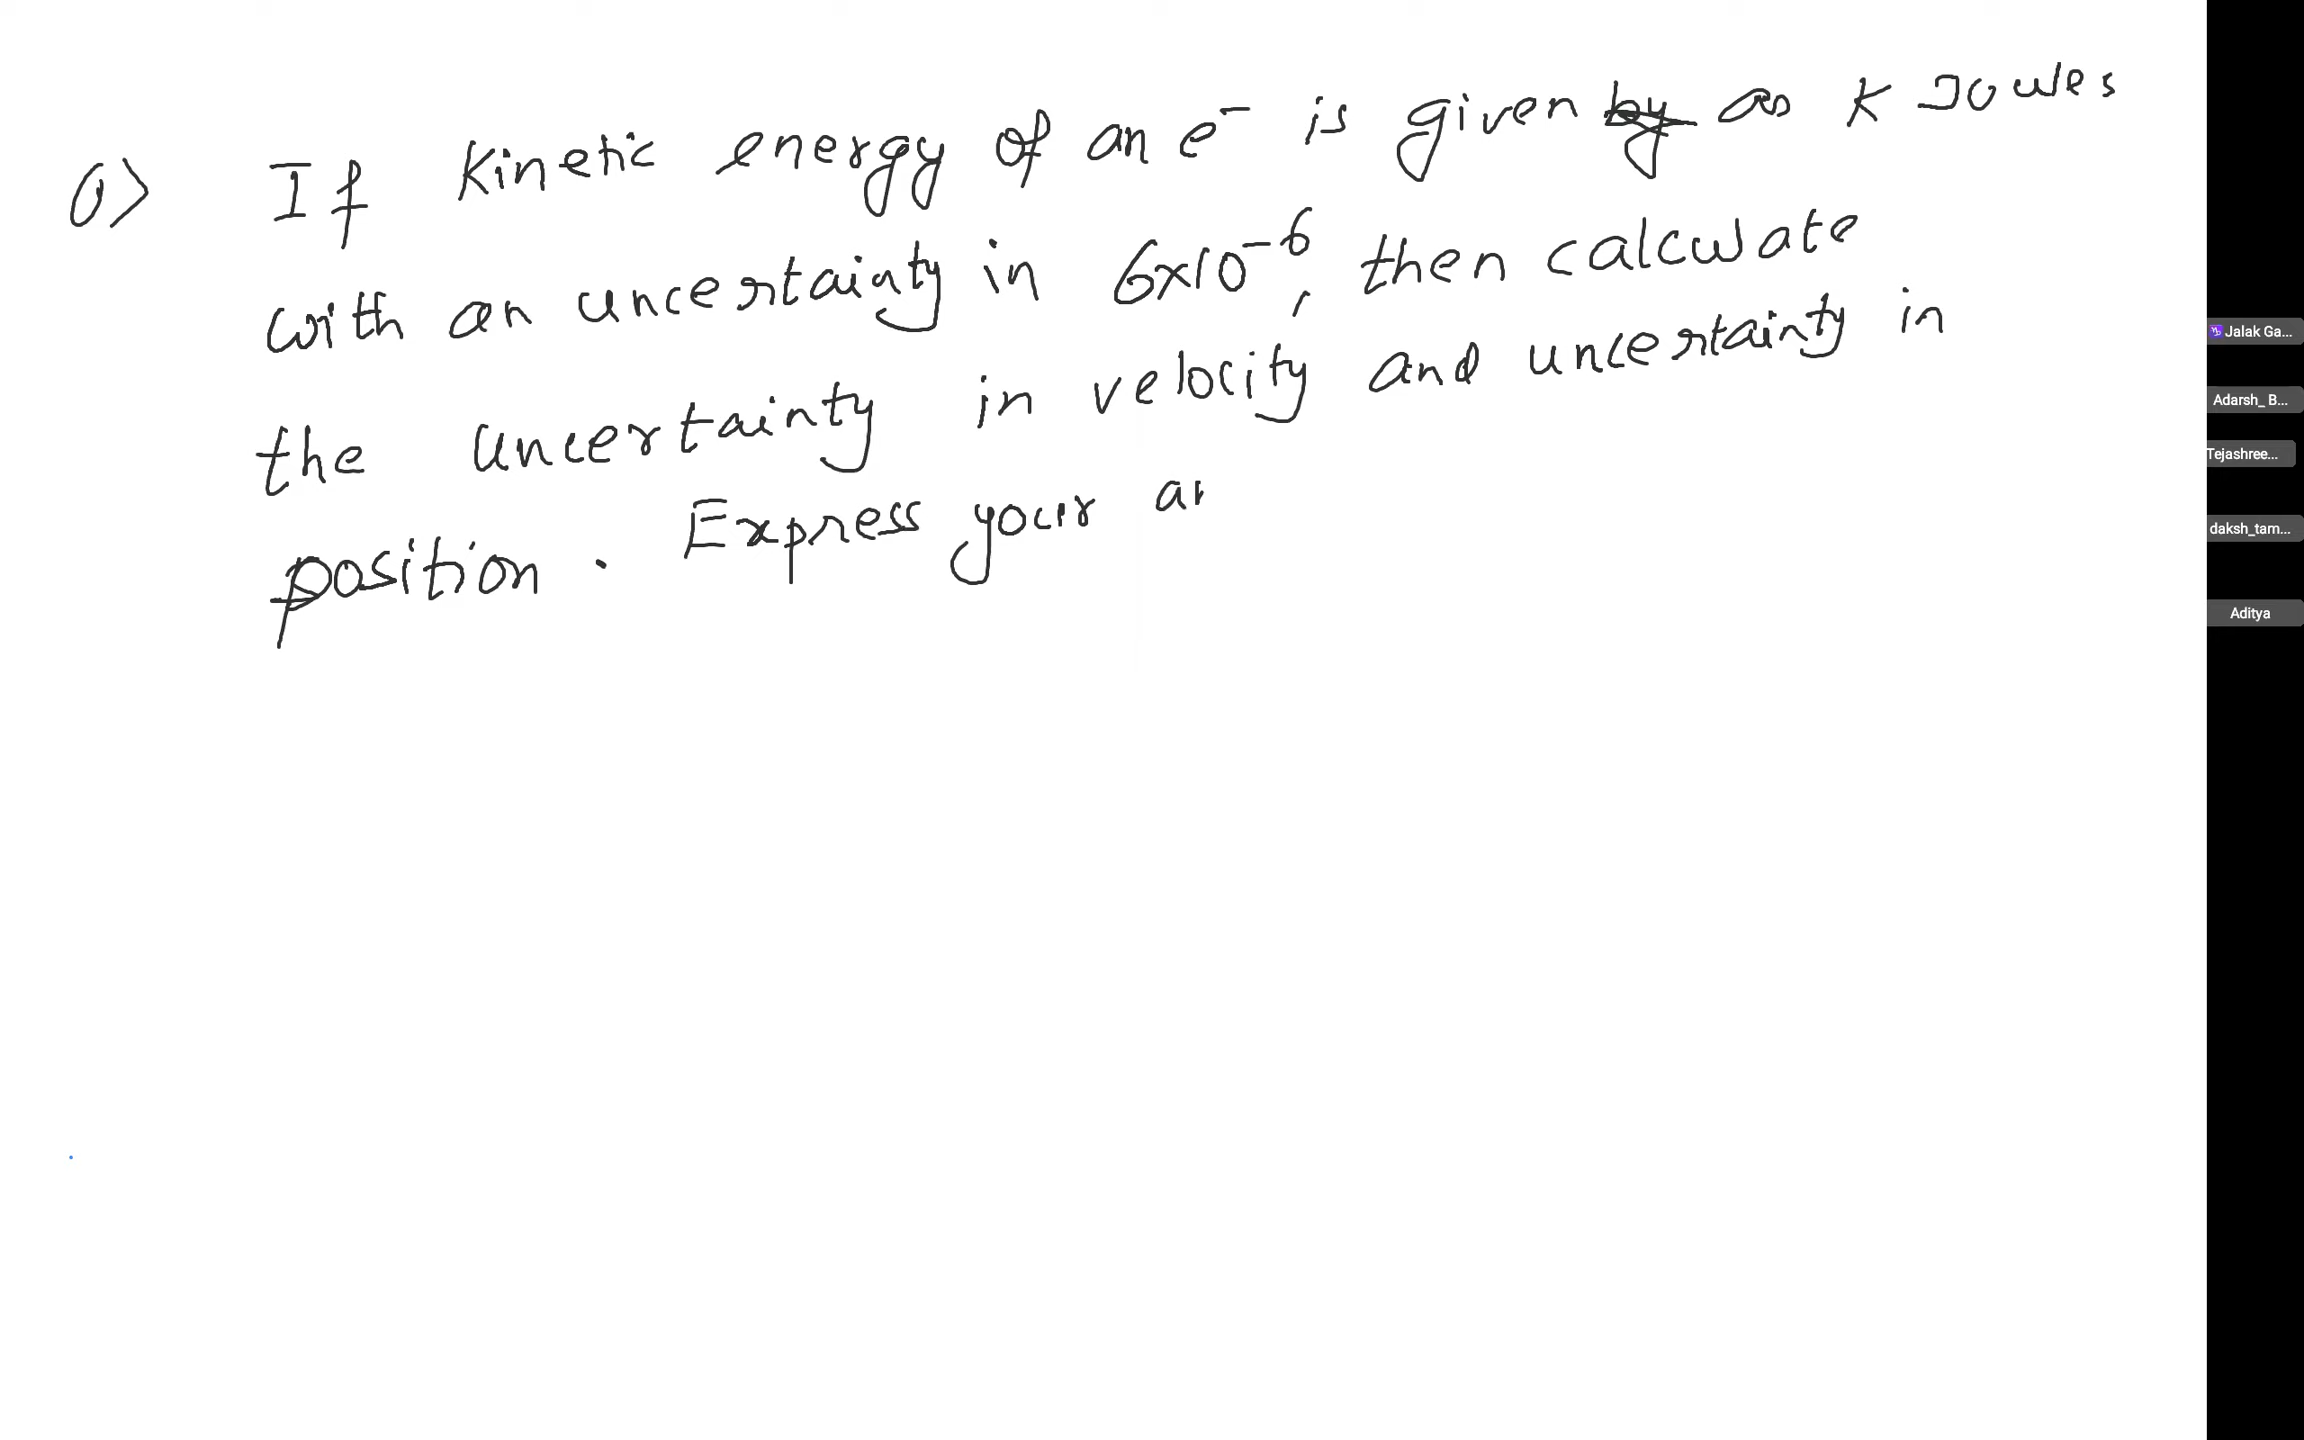 Q> If Kinetic energy of an e⁻ is given by as K Joules
with an uncertainty in 6x10⁻⁶, then calculate
the uncertainty in velocity and uncertainty in
position. Express your an
Jalak Ga...
Adarsh_ B...
Tejashree...
daksh_tam...
Aditya